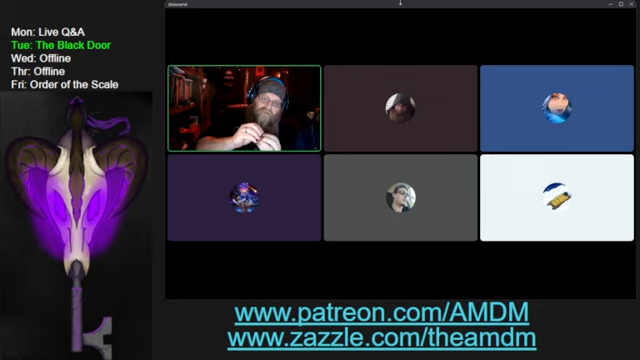 Mon: Live Q&A
Tue: The Black Door
Wed: Offline
Thr: Offline
Fri: Order of the Scale
www.patreon.com/AMDM
www.zazzle.com/theamdm